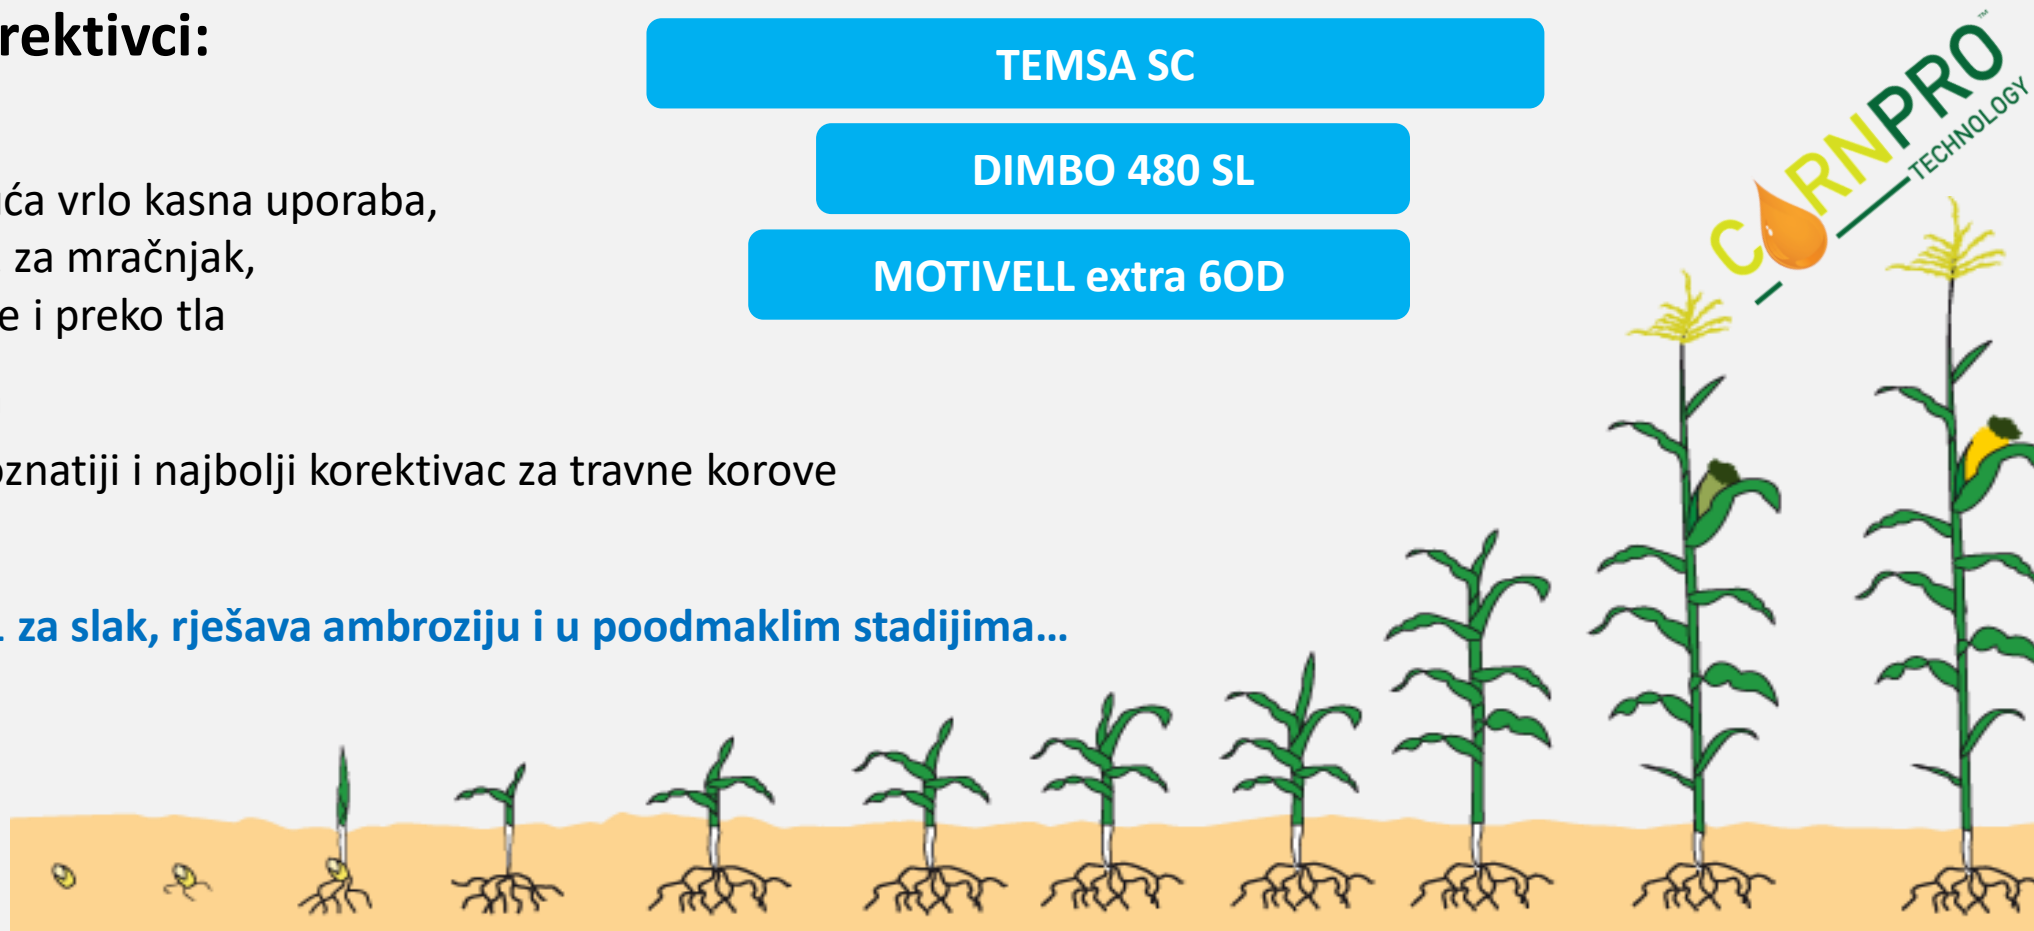 rektivci:
TEMSA SC
DIMBO 480 SL
MOTIVELL extra 6OD
ća vrlo kasna uporaba,
za mračnjak,
e i preko tla
znatiji i najbolji korektivac za travne korove
za slak, rješava ambroziju i u poodmaklim stadijima...
CORNPRO™
TECHNOLOGY